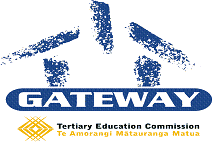 GATEWAY
Tertiary Education Commission
Te Amorangi Mātauranga Matua